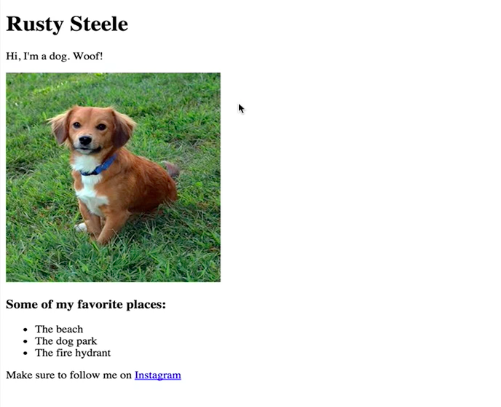 Rusty Steele
Hi, I'm a dog. Woof!
Some of my favorite places:
The beach
The dog park
The fire hydrant
Make sure to follow me on Instagram